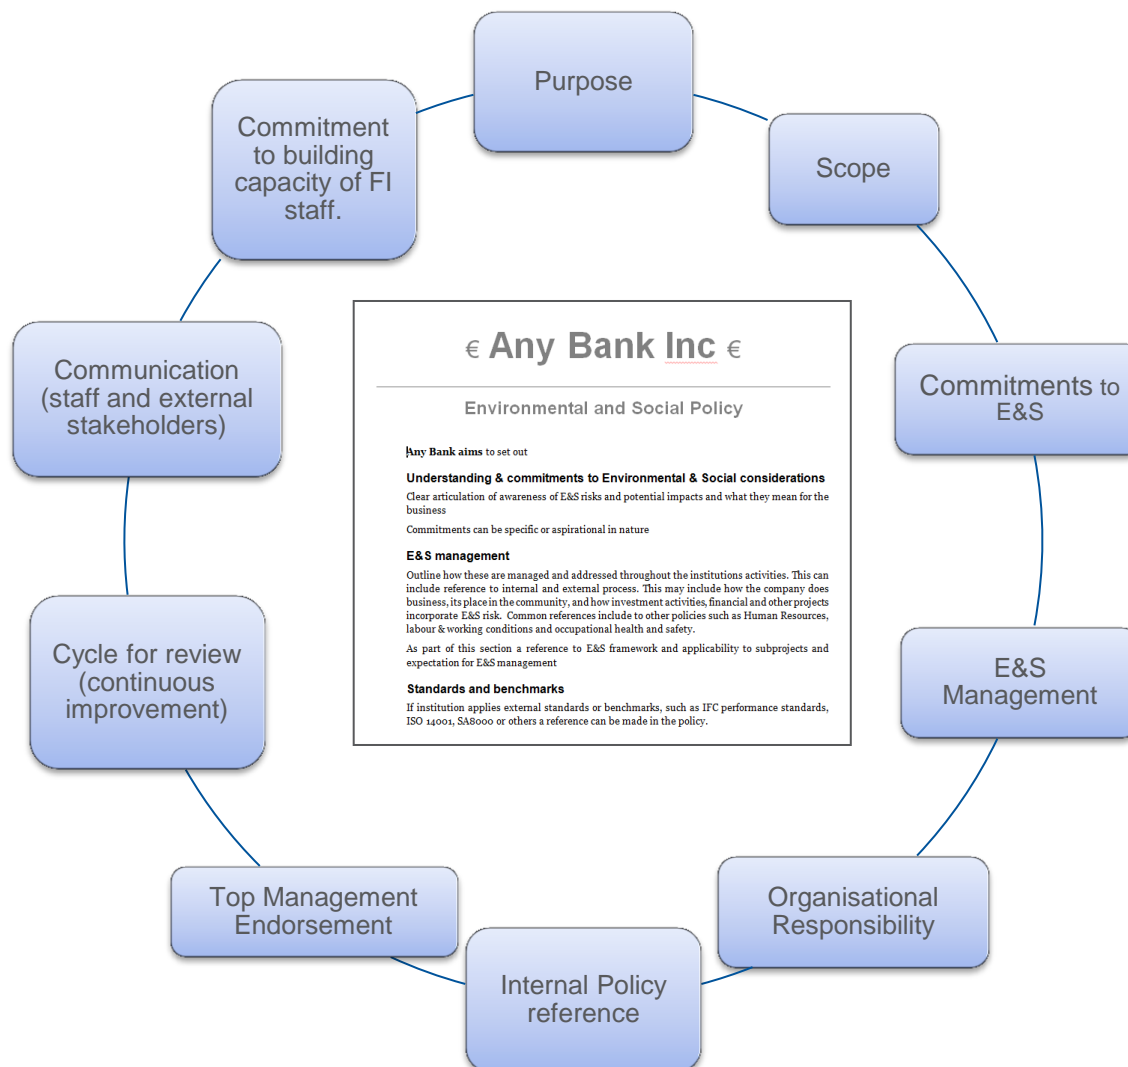 Purpose
Scope
Commitments to
E&S
E&S
Management
Organisational
Responsibility
Internal Policy
reference
Top Management
Endorsement
Cycle for review
(continuous
improvement)
Communication
(staff and external
stakeholders)
Commitment
to building
capacity of FI
staff.
€ Any Bank Inc €
Environmental and Social Policy
Any Bank aims to set out
Understanding & commitments to Environmental & Social considerations
Clear articulation of awareness of E&S risks and potential impacts and what they mean for the
business
Commitments can be specific or aspirational in nature
E&S management
Outline how these are managed and addressed throughout the institutions activities. This can
include reference to internal and external process. This may include how the company does
business, its place in the community, and how investment activities, financial and other projects
incorporate E&S risk. Common references include to other policies such as Human Resources,
labour & working conditions and occupational health and safety.
As part of this section a reference to E&S framework and applicability to subprojects and
expectation for E&S management
Standards and benchmarks
If institution applies external standards or benchmarks, such as IFC performance standards,
ISO 14001, SA8000 or others a reference can be made in the policy.